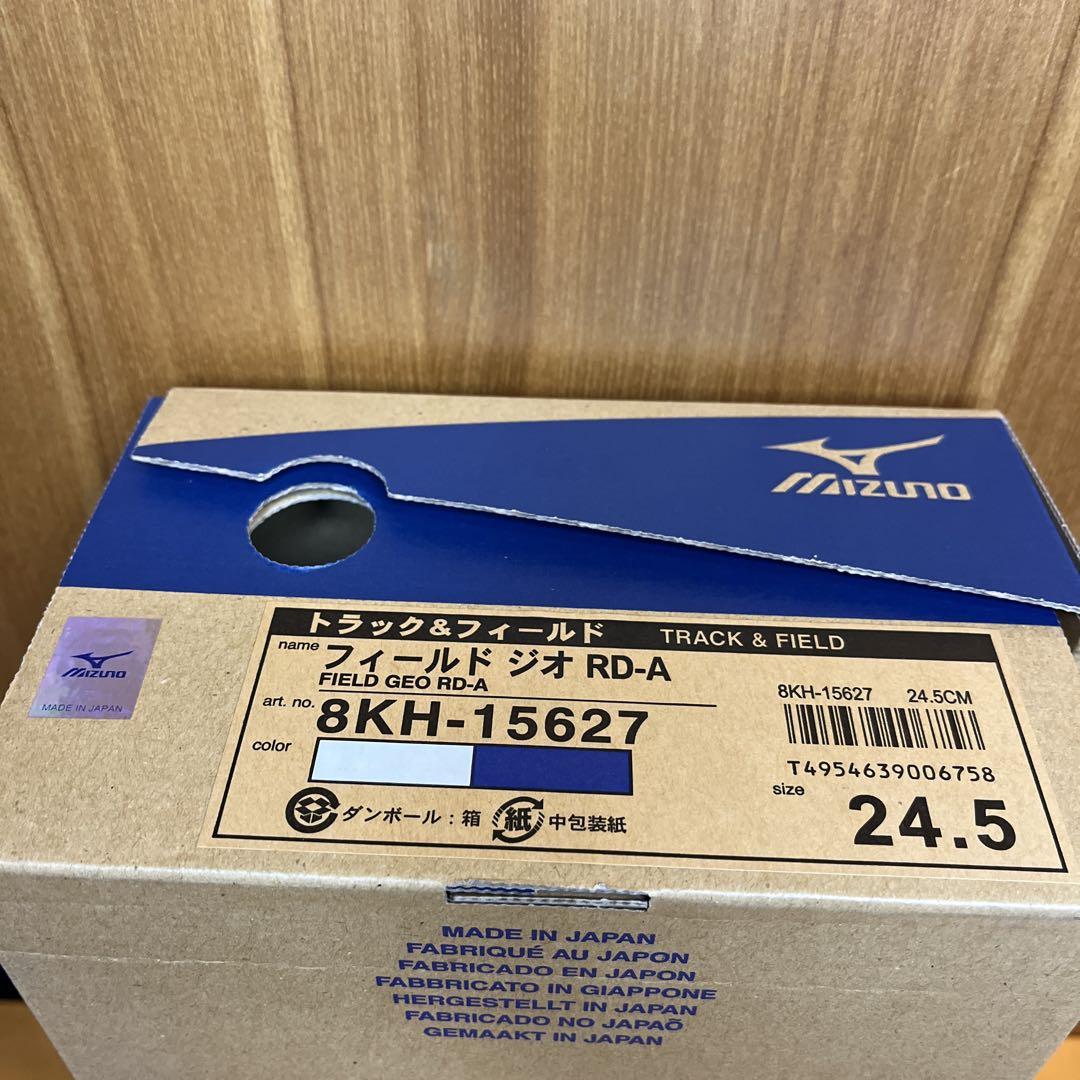 MIZUNO
MIZUNO
MADE IN JAPAN
トラック&フィールド TRACK & FIELD
name フィールド ジオ RD-A
FIELD GEO RD-A
art. no. 8KH-15627
color
8KH-15627 24.5CM
T4954639006758
size 24.5
ダンボール : 箱 紙 中包装紙
MADE IN JAPAN
FABRIQUÉ AU JAPON
FABRICADO EN JAPON
FABBRICATO IN GIAPPONE
HERGESTELLT IN JAPAN
FABRICADO NO JAPAÕ
GEMAAKT IN JAPAN